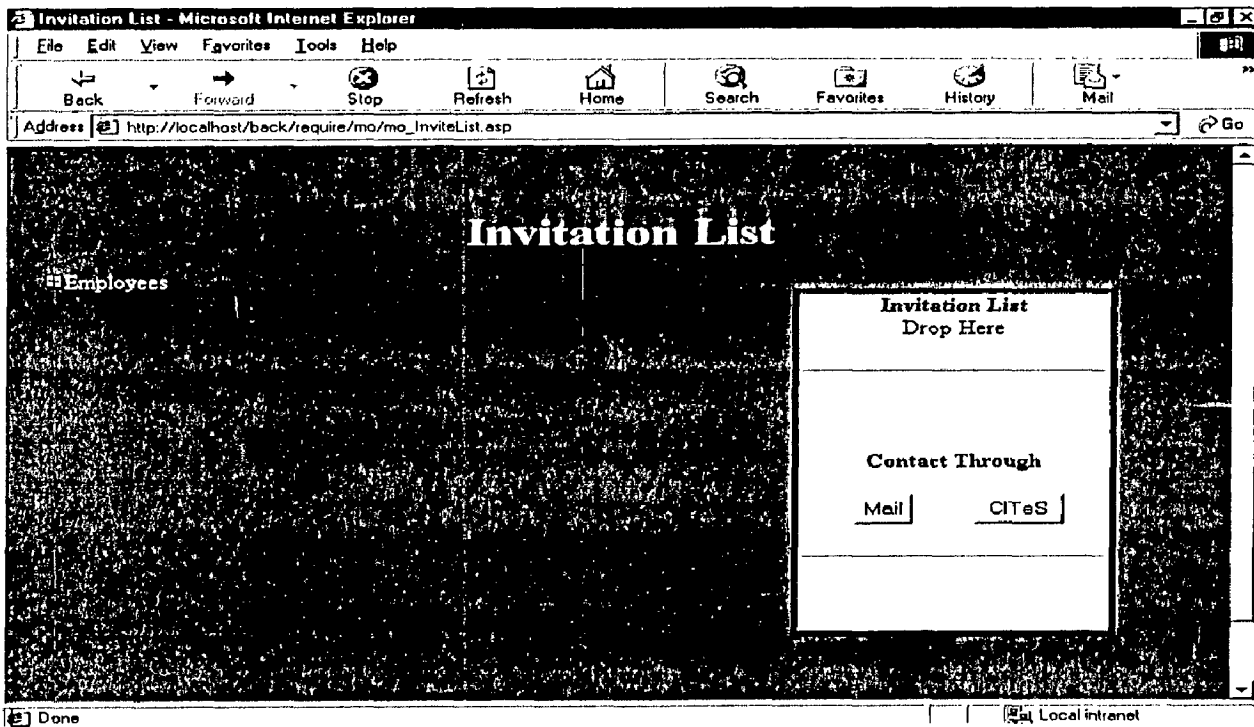 Invitation List - Microsoft Internet Explorer
File Edit View Favorites Tools Help
Back Forward Stop Refresh Home Search Favorites History Mail
Address http://localhost/back/require/mo/mo_InviteList.asp Go
Invitation List
Employees
Invitation List
Drop Here
Contact Through
Mail CITeS
Done Local intranet